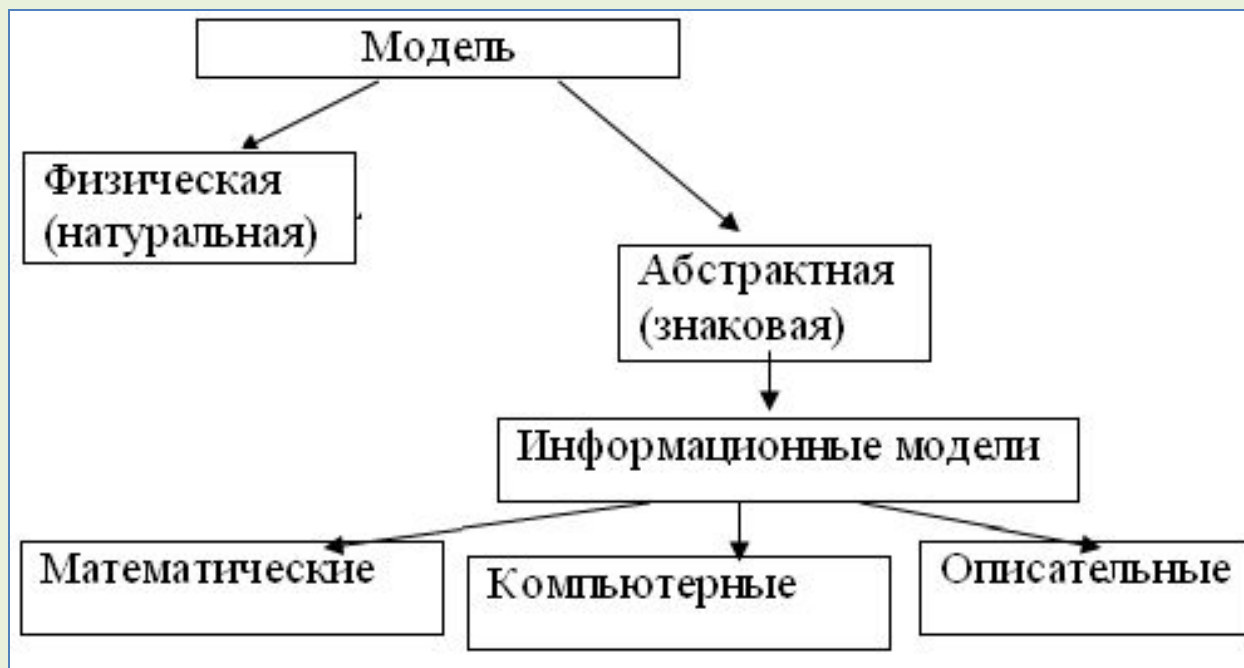 Модель
Физическая
(натуральная)
Абстрактная
(знаковая)
Информационные модели
Математические
Компьютерные
Описательные